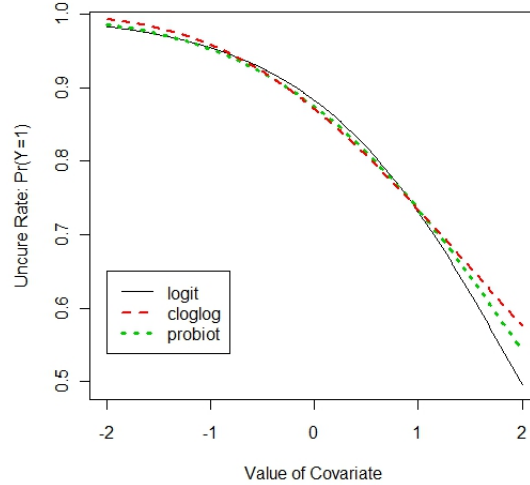 1.0
0.9
0.8
0.7
0.6
0.5
Uncure Rate: Pr(Y=1)
logit
cloglog
probiot
-2 -1 0 1 2
Value of Covariate